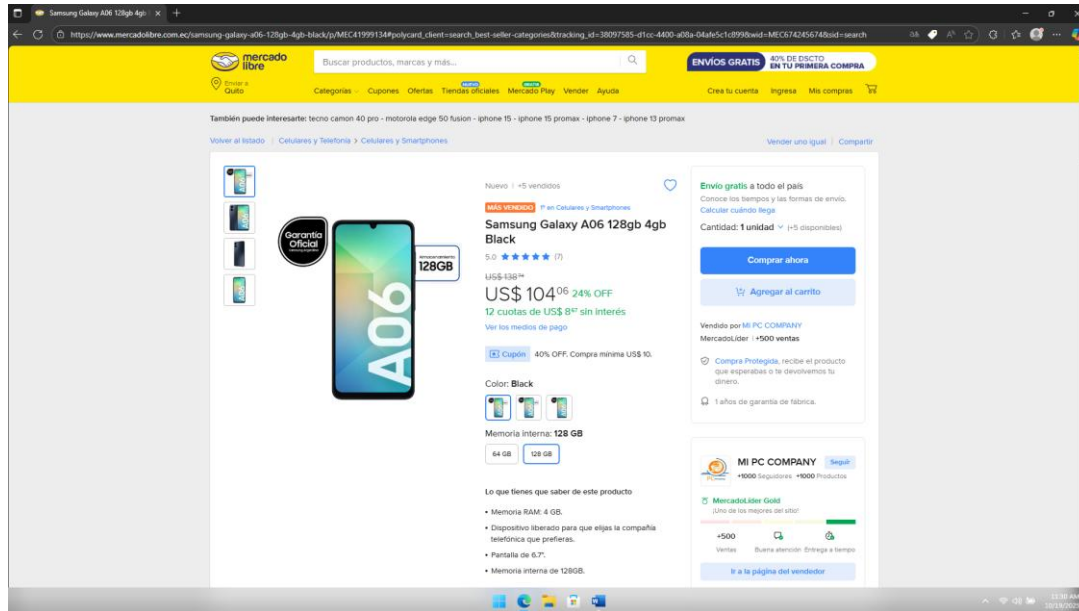 Samsung Galaxy A06 128gb 4gb
https://www.mercadolibre.com.ec/samsung-galaxy-a06-128gb-4gb-black/p/MEC41999134#polycard_client=search_best-seller-categories&tracking_id=38097585-d1cc-4400-a08a-04afe5c1c899&wid=MEC674245674&sid=search
mercado
libre
Buscar productos, marcas y más...
ENVÍOS GRATIS
40% DE DSCTO
EN TU PRIMERA COMPRA
Enviar a
Quito
NUEVO
GRATIS
Categorías Cupones Ofertas Tiendas oficiales Mercado Play Vender Ayuda
Crea tu cuenta Ingresa Mis compras
También puede interesarte: tecno camon 40 pro - motorola edge 50 fusion - iphone 15 - iphone 15 promax - iphone 7 - iphone 13 promax
Volver al listado | Celulares y Telefonía > Celulares y Smartphones
Vender uno igual | Compartir
Garantía
Oficial
Almacenamiento
128GB
A06
Nuevo | +5 vendidos
MÁS VENDIDO 1º en Celulares y Smartphones
Samsung Galaxy A06 128gb 4gb
Black
5.0 (7)
US$ 138
US$ 104 06 24% OFF
12 cuotas de US$ 8 67 sin interés
Ver los medios de pago
Cupón 40% OFF. Compra mínima US$ 10.
Color: Black
Memoria interna: 128 GB
64 GB 128 GB
Lo que tienes que saber de este producto
• Memoria RAM: 4 GB.
• Dispositivo liberado para que elijas la compañía
telefónica que prefieras.
• Pantalla de 6.7".
• Memoria interna de 128GB.
Envío gratis a todo el país
Conoce los tiempos y las formas de envío.
Calcular cuándo llega
Cantidad: 1 unidad (+5 disponibles)
Comprar ahora
Agregar al carrito
Vendido por MI PC COMPANY
MercadoLíder | +500 ventas
Compra Protegida, recibe el producto
que esperabas o te devolvemos tu
dinero.
1 años de garantía de fábrica.
MI PC COMPANY
Seguir
+1000 Seguidores +1000 Productos
MercadoLíder Gold
¡Uno de los mejores del sitio!
+500
Ventas Buena atención Entrega a tiempo
Ir a la página del vendedor
11:30 AM